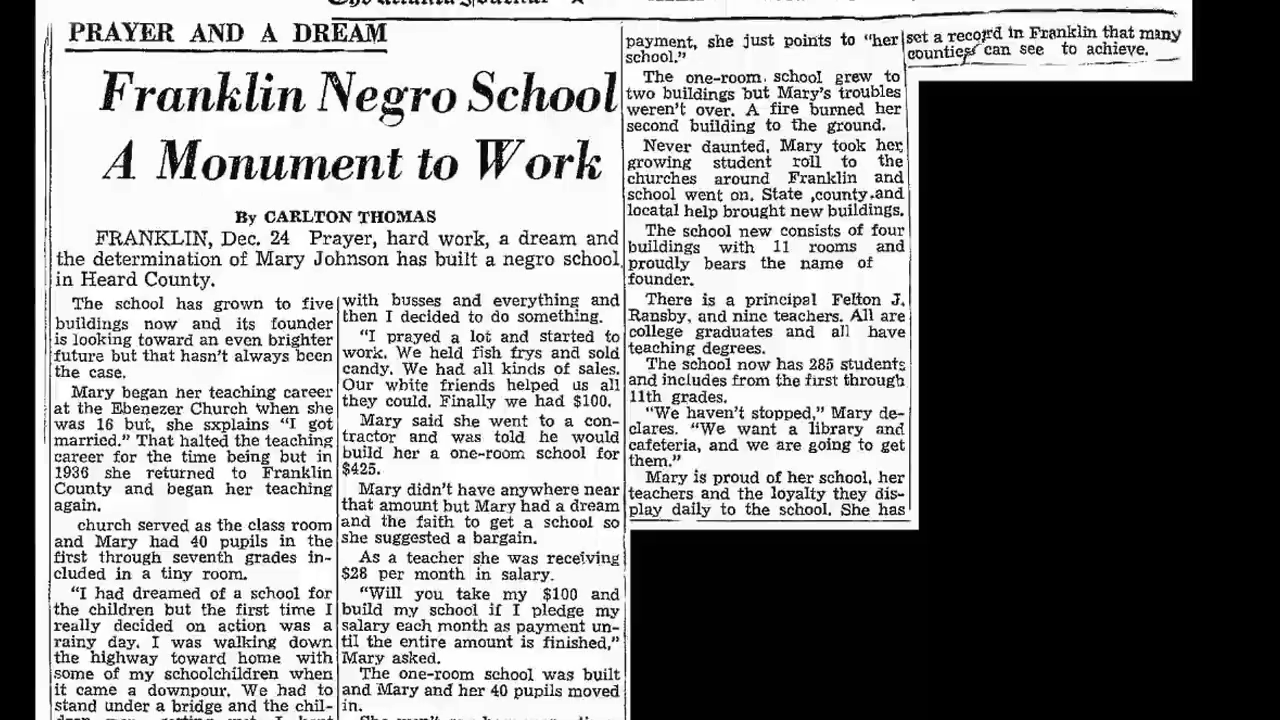 The Atlanta Journal
PRAYER AND A DREAM
Franklin Negro School
A Monument to Work
By CARLTON THOMAS
FRANKLIN, Dec. 24 Prayer, hard work, a dream and
the determination of Mary Johnson has built a negro school
in Heard County.
The school has grown to five
buildings now and its founder
is looking toward an even brighter
future but that hasn't always been
the case.
Mary began her teaching career
at the Ebenezer Church when she
was 16 but, she sxplains "I got
married." That halted the teaching
career for the time being but in
1936 she returned to Franklin
County and began her teaching
again.
church served as the class room
and Mary had 40 pupils in the
first through seventh grades in-
cluded in a tiny room.
"I had dreamed of a school for
the children but the first time I
really decided on action was a
rainy day. I was walking down
the highway toward home with
some of my schoolchildren when
it came a downpour. We had to
stand under a bridge and the chil-
with busses and everything and
then I decided to do something.
"I prayed a lot and started to
work. We held fish frys and sold
candy. We had all kinds of sales.
Our white friends helped us all
they could. Finally we had $100.
Mary said she went to a con-
tractor and was told he would
build her a one-room school for
$425.
Mary didn't have anywhere near
that amount but Mary had a dream
and the faith to get a school so
she suggested a bargain.
As a teacher she was receiving
$28 per month in salary.
"Will you take my $100 and
build my school if I pledge my
salary each month as payment un-
til the entire amount is finished,"
Mary asked.
The one-room school was built
and Mary and her 40 pupils moved
in.
payment, she just points to "her
school."
The one-room school grew to
two buildings but Mary's troubles
weren't over. A fire burned her
second building to the ground.
Never daunted, Mary took her
growing student roll to the
churches around Franklin and
school went on. State ,county.and
locatal help brought new buildings.
The school new consists of four
buildings with 11 rooms and
proudly bears the name of
founder.
There is a principal Felton J.
Ransby, and nine teachers. All are
college graduates and all have
teaching degrees.
The school now has 285 students
and includes from the first through
11th grades.
"We haven't stopped," Mary de-
clares. "We want a library and
cafeteria, and we are going to get
them."
Mary is proud of her school, her
teachers and the loyalty they dis-
play daily to the school. She has
set a record in Franklin that many
counties can see to achieve.